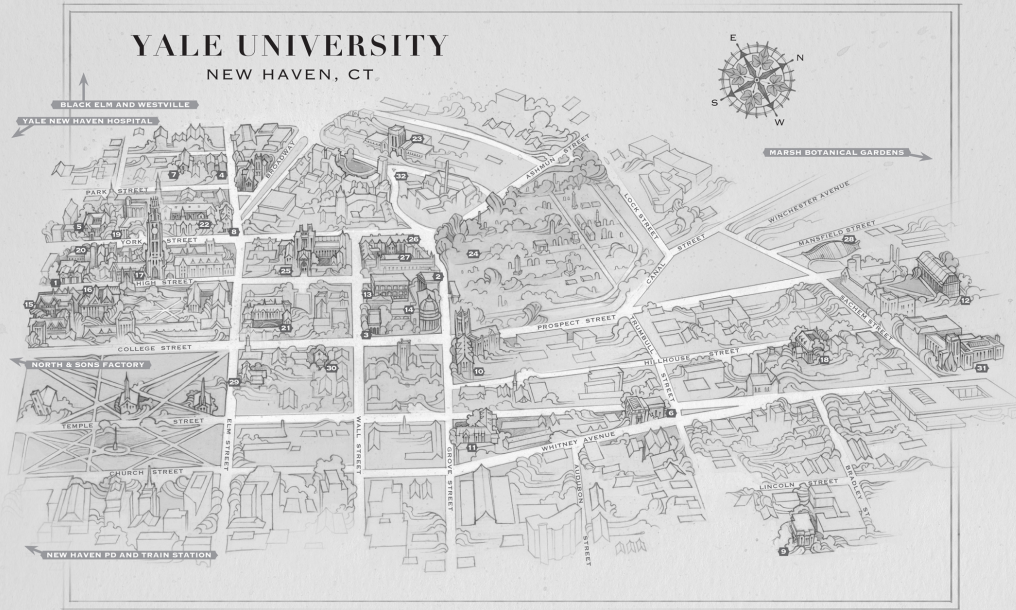 YALE UNIVERSITY
NEW HAVEN, CT
E
N
S
W
BLACK ELM AND WESTVILLE
YALE NEW HAVEN HOSPITAL
MARSH BOTANICAL GARDENS
23
ASHMUN STREET
BROADWAY
7
4
32
PARK STREET
LOCK STREET
WINCHESTER AVENUE
5
19
22
8
MANSFIELD STREET
28
YORK STREET
26
20
27
24
CANAL STREET
25
2
17
1
HIGH STREET
16
13
12
15
14
SACHEM STREET
21
3
PROSPECT STREET
TRUMBULL STREET
COLLEGE STREET
HILLHOUSE STREET
18
NORTH & SONS FACTORY
30
10
31
29
6
TEMPLE STREET
ELM STREET
WALL STREET
GROVE STREET
11
WHITNEY AVENUE
CHURCH STREET
AUDUBON STREET
LINCOLN STREET
BRADLEY ST
NEW HAVEN PD AND TRAIN STATION
9